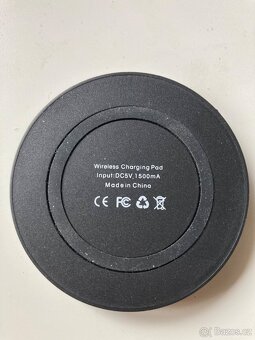 Wireless Charging Pad
Input:DC5V,1500mA
Made in China
CE FC
© Bazos.cz